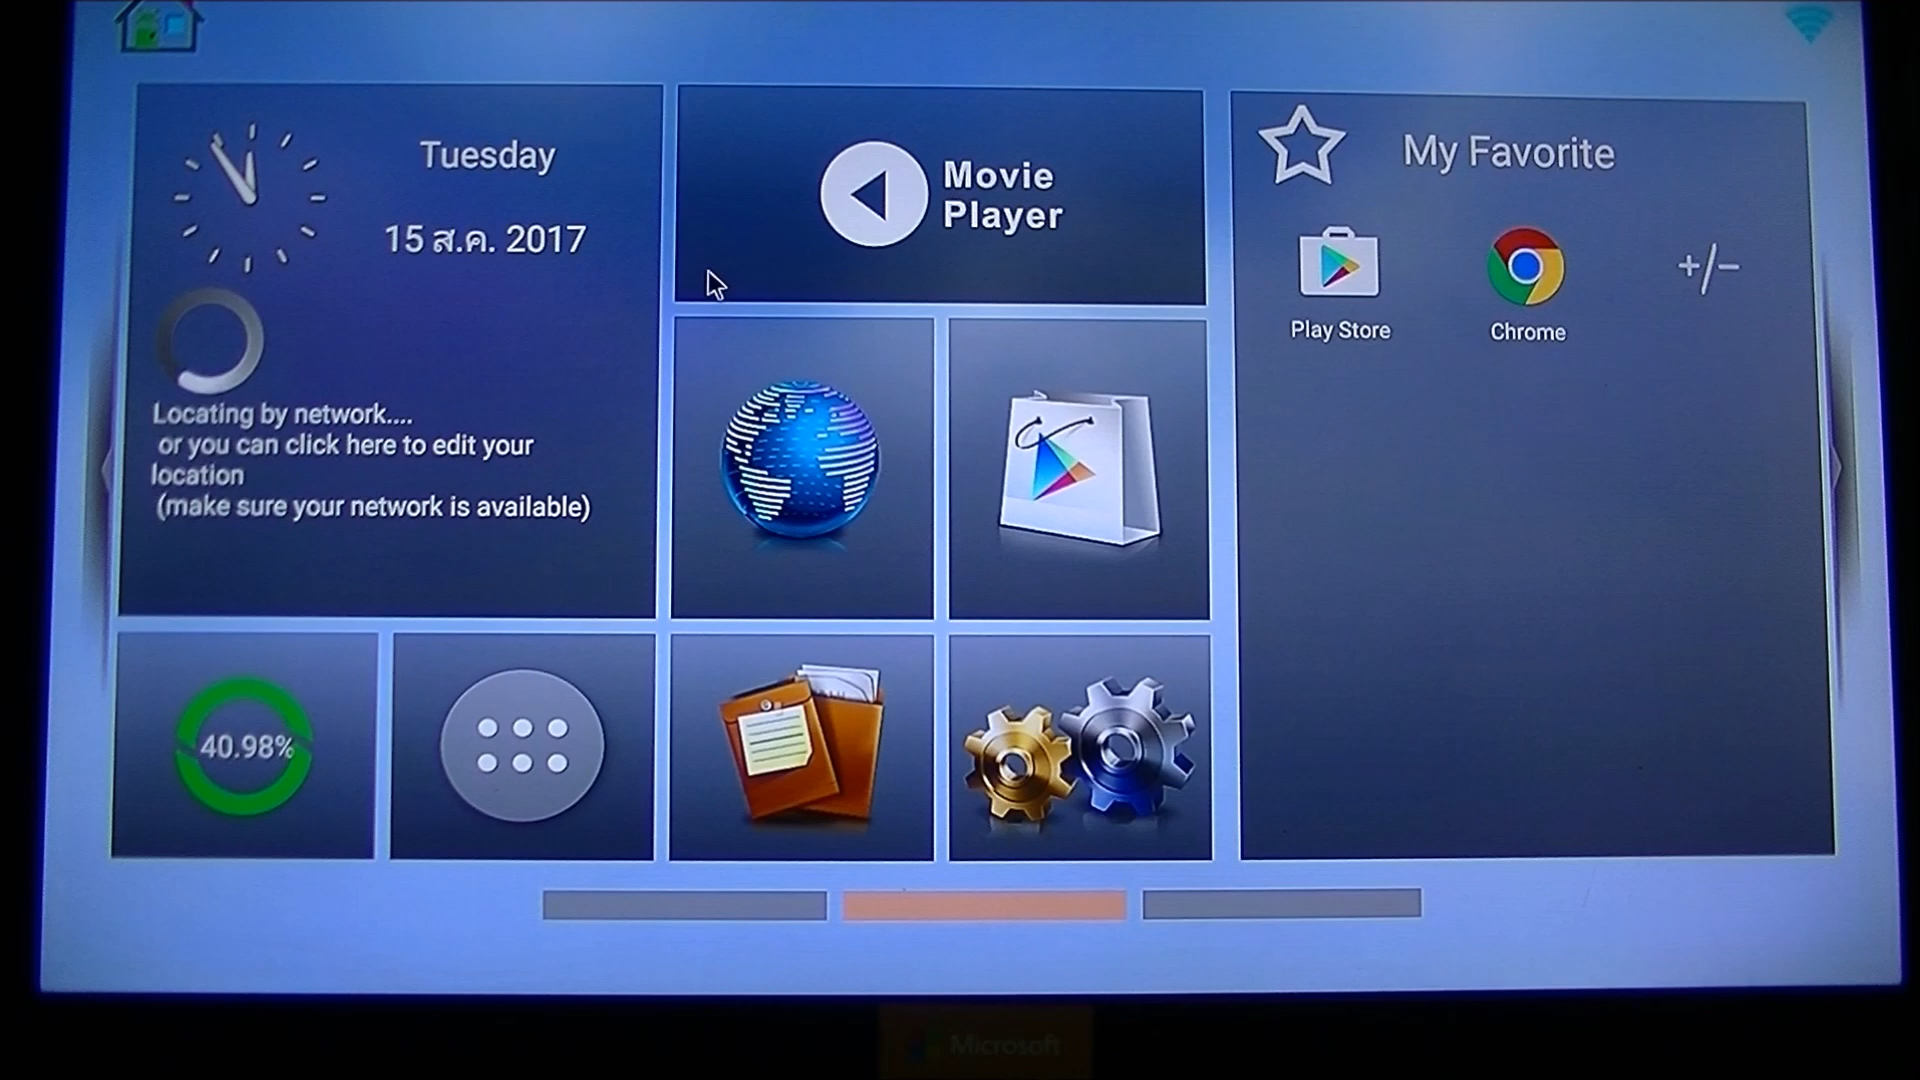 Tuesday
15 ส.ค. 2017
Locating by network....
or you can click here to edit your
location
(make sure your network is available)
40.98%
Movie
Player
My Favorite
Play Store
Chrome
+/−
Microsoft